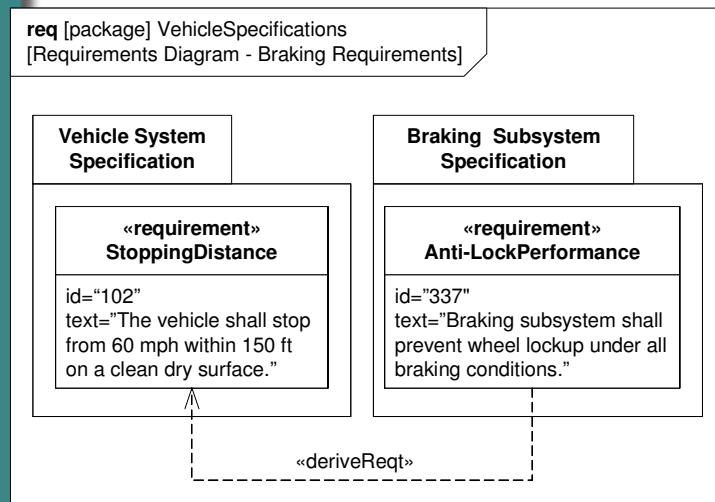 req [package] VehicleSpecifications
[Requirements Diagram - Braking Requirements]
Vehicle System
Specification
«requirement»
StoppingDistance
id=“102”
text=”The vehicle shall stop
from 60 mph within 150 ft
on a clean dry surface.”
Braking  Subsystem
Specification
«requirement»
Anti-LockPerformance
id=”337"
text=”Braking subsystem shall
prevent wheel lockup under all
braking conditions.”
«deriveReqt»